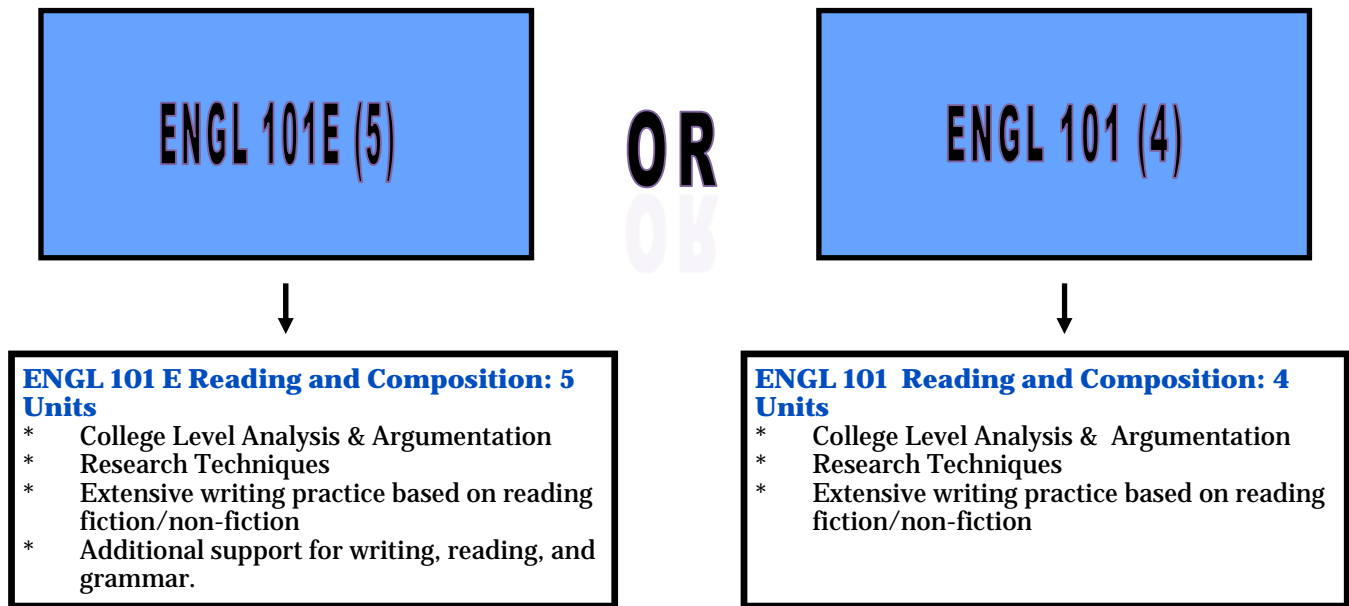 ENGL 101E (5)
OR
ENGL 101 (4)
ENGL 101 E Reading and Composition: 5
Units
* College Level Analysis & Argumentation
* Research Techniques
* Extensive writing practice based on reading
fiction/non-fiction
* Additional support for writing, reading, and
grammar.
ENGL 101 Reading and Composition: 4
Units
* College Level Analysis & Argumentation
* Research Techniques
* Extensive writing practice based on reading
fiction/non-fiction